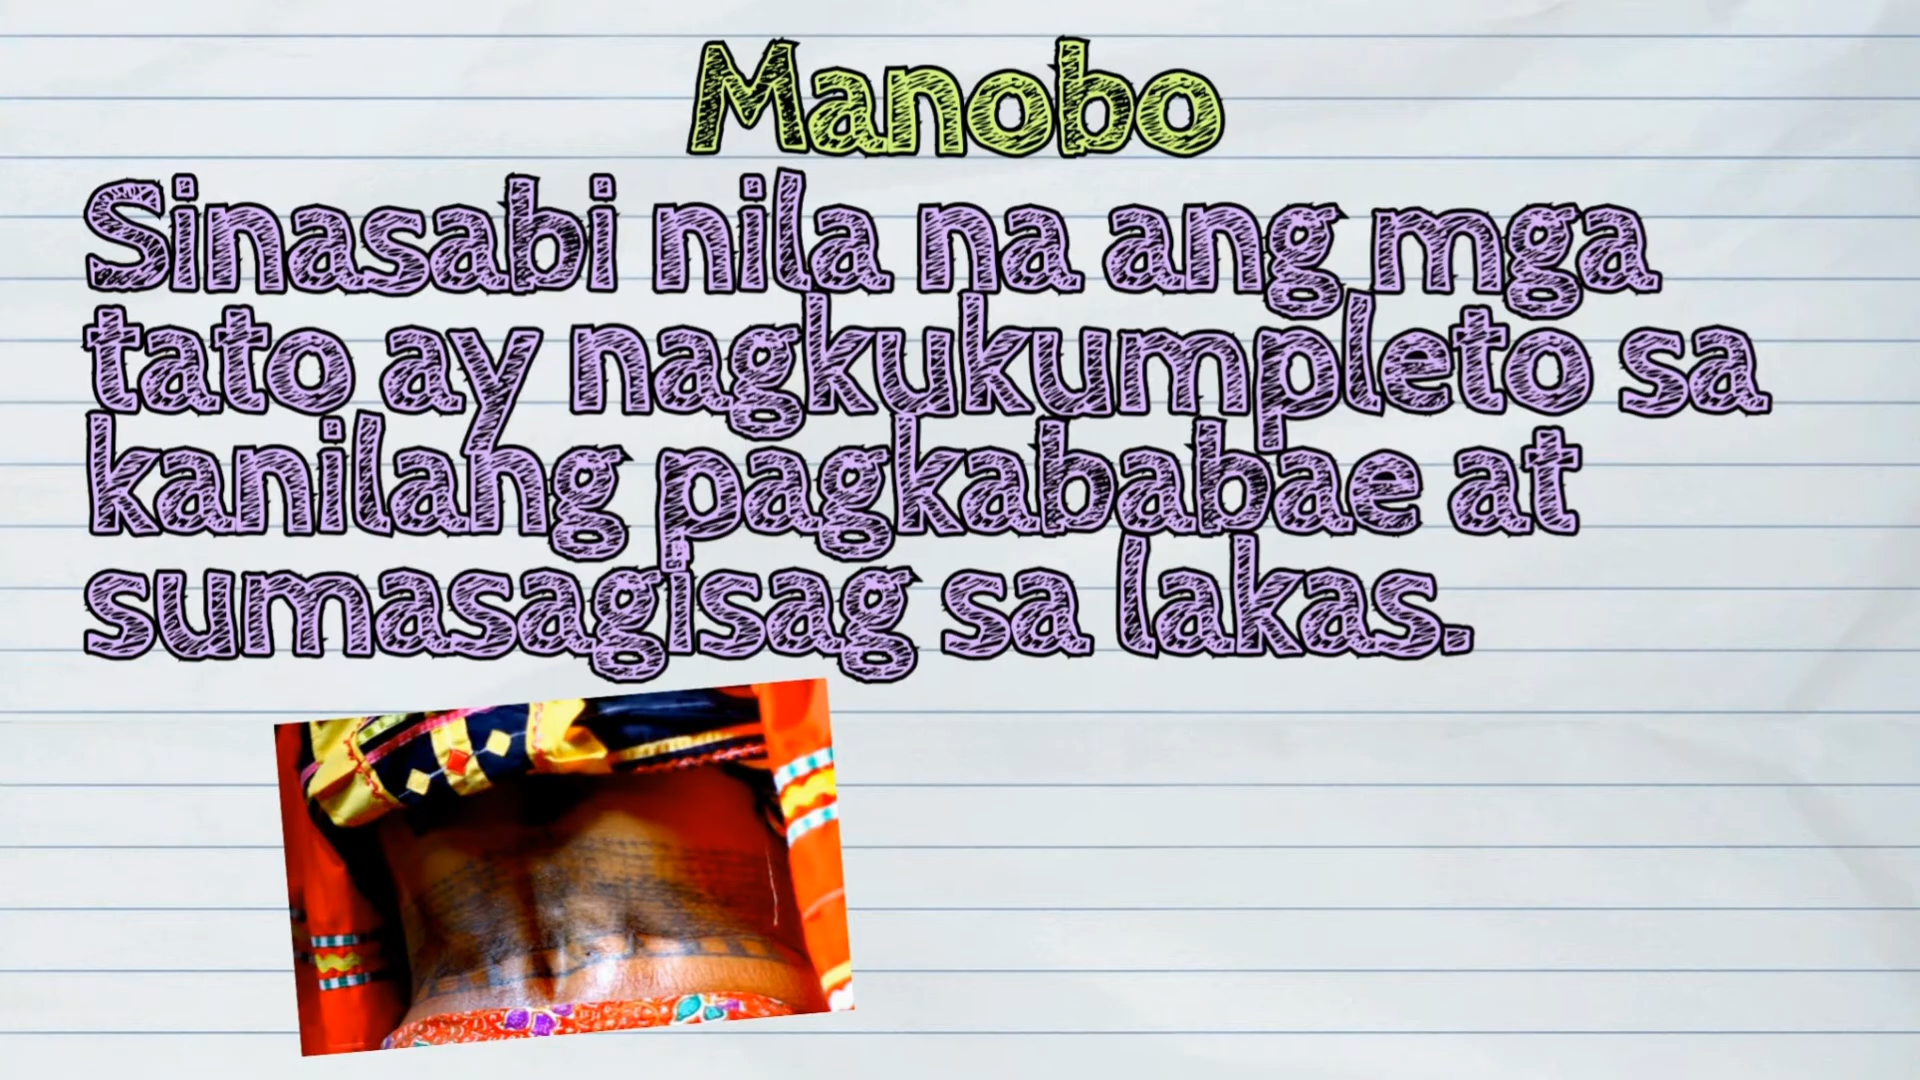 Manobo
Sinasabi nila na ang mga
tato ay nagkukumpleto sa
kanilang pagkababae at
sumasagisag sa lakas.